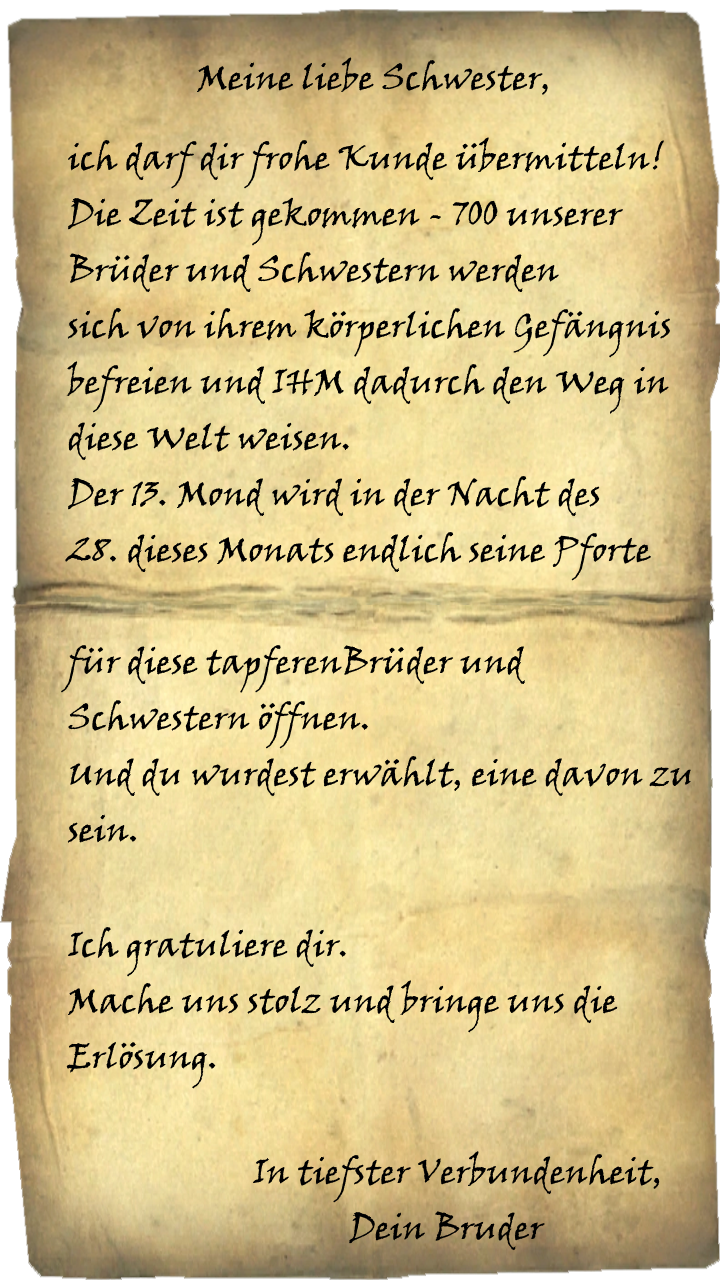 Meine liebe Schwester,
ich darf dir frohe Kunde übermitteln!
Die Zeit ist gekommen - 700 unserer
Brüder und Schwestern werden
sich von ihrem körperlichen Gefängnis
befreien und IHM dadurch den Weg in
diese Welt weisen.
Der 13. Mond wird in der Nacht des
28. dieses Monats endlich seine Pforte
für diese tapferenBrüder und
Schwestern öffnen.
Und du wurdest erwählt, eine davon zu
sein.
Ich gratuliere dir.
Mache uns stolz und bringe uns die
Erlösung.
In tiefster Verbundenheit,
Dein Bruder